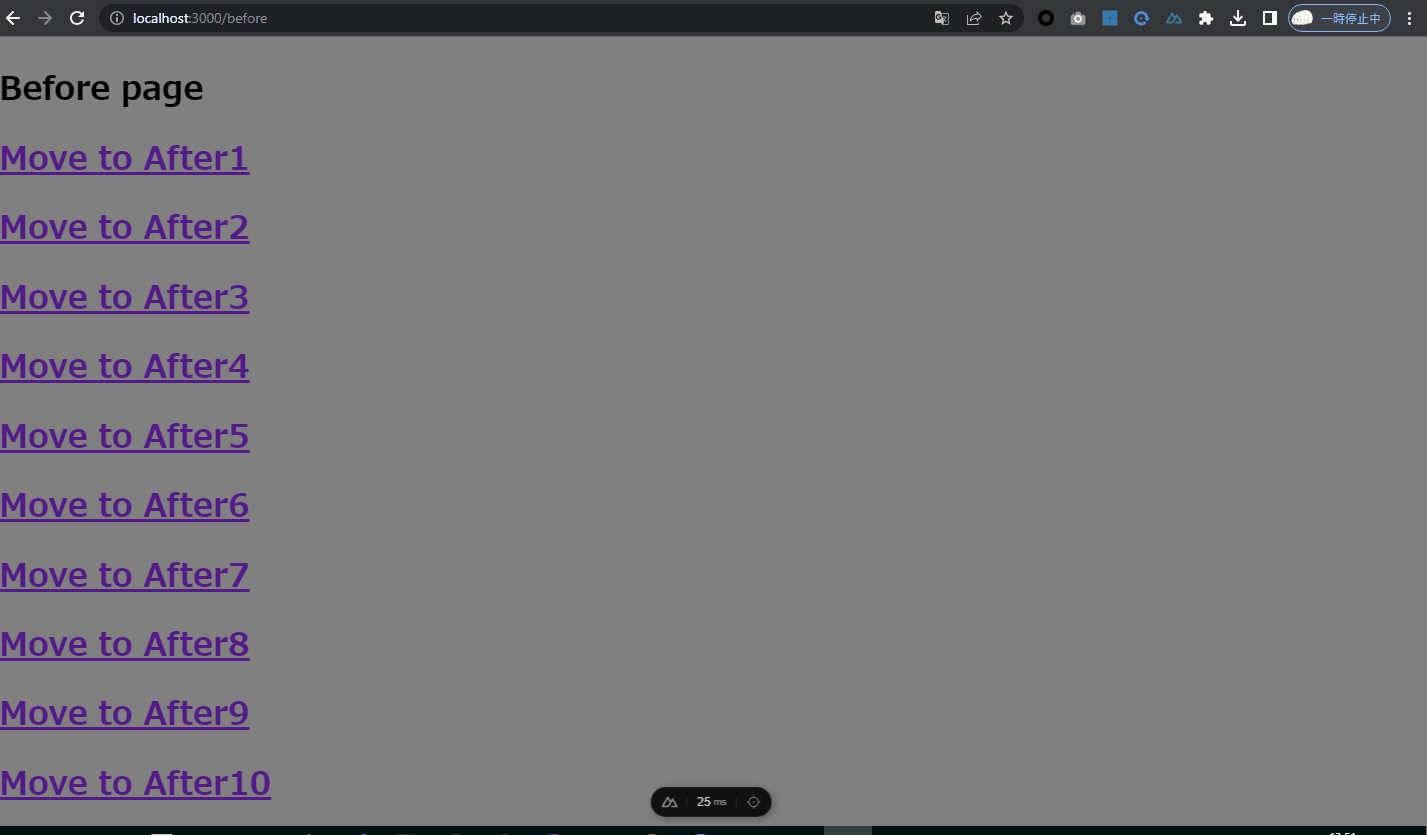 localhost:3000/before
一時停止中
Before page
Move to After1
Move to After2
Move to After3
Move to After4
Move to After5
Move to After6
Move to After7
Move to After8
Move to After9
Move to After10
25 ms